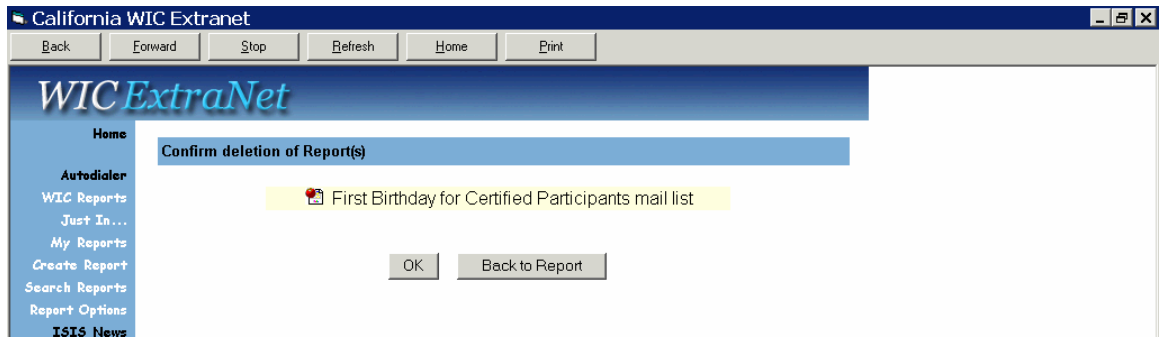 California WIC Extranet
Back Forward Stop Refresh Home Print
WIC ExtraNet
Home
Confirm deletion of Report(s)
Autodialer
WIC Reports
First Birthday for Certified Participants mail list
Just In...
My Reports
Create Report
OK Back to Report
Search Reports
Report Options
ISIS News